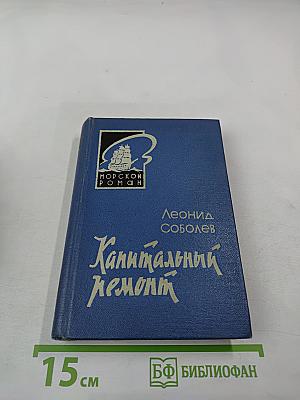 МОРСКОЙ
РОМАН
Леонид
Соболев
Капитальный
ремонт
15 см
БФ БИБЛИОФАН